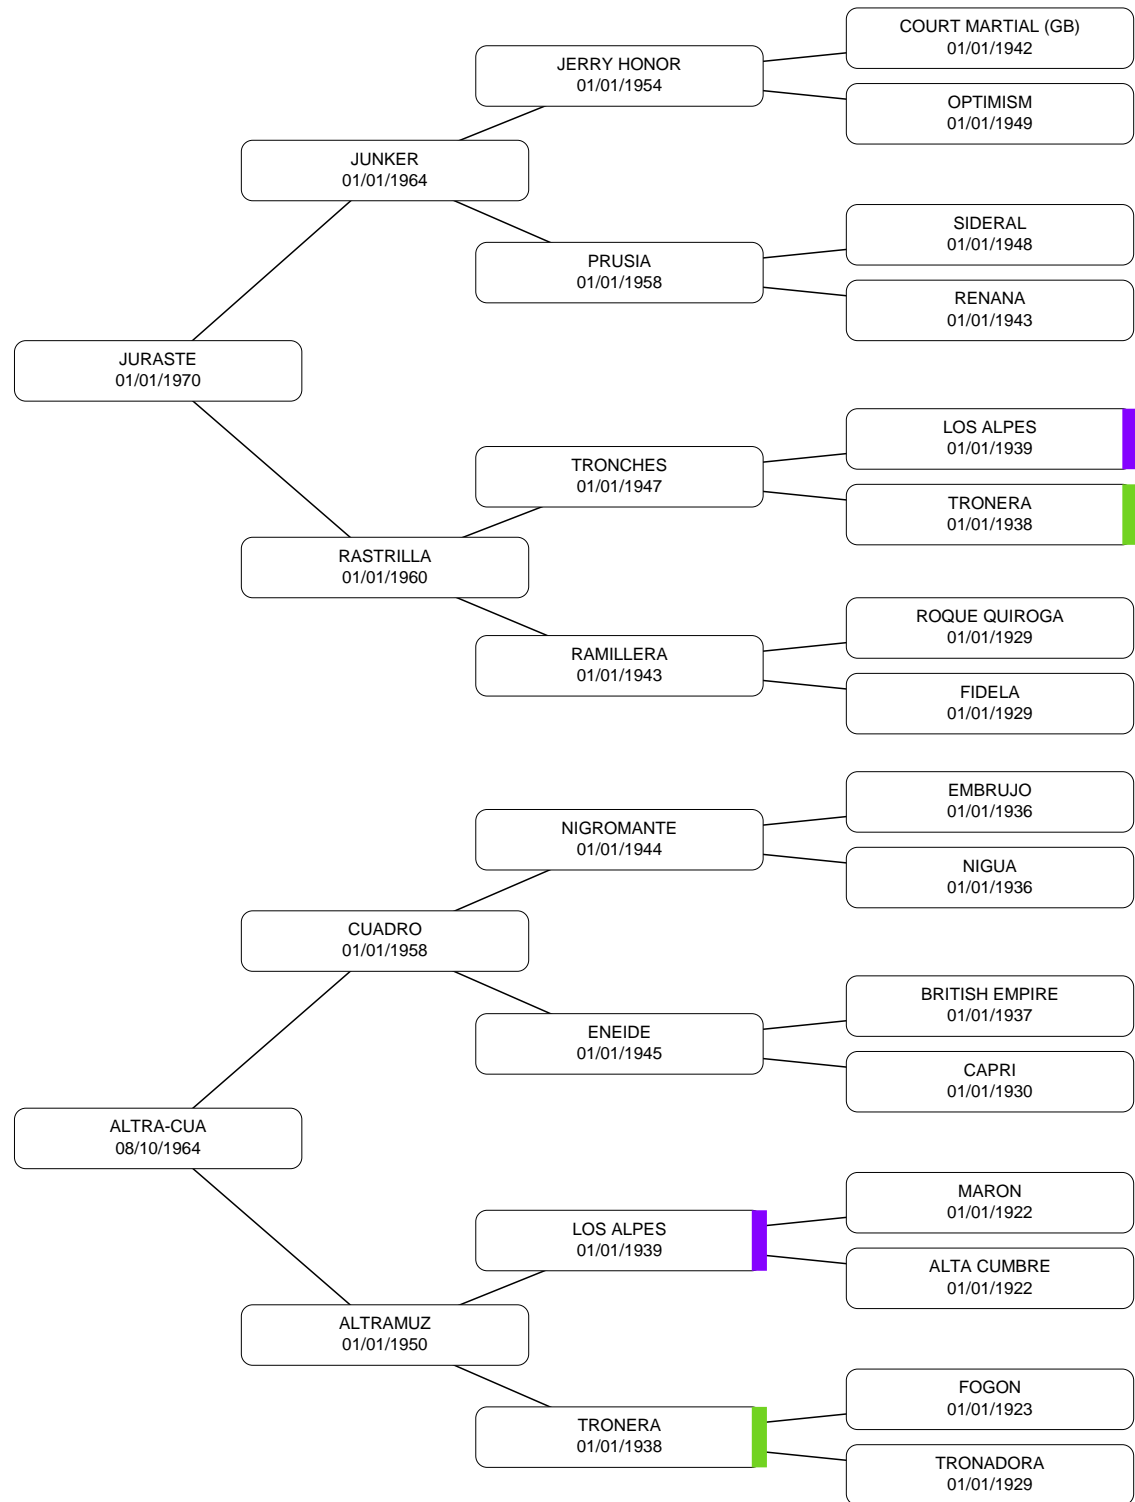 COURT MARTIAL (GB)
01/01/1942
JERRY HONOR
01/01/1954
OPTIMISM
01/01/1949
JUNKER
01/01/1964
SIDERAL
01/01/1948
PRUSIA
01/01/1958
RENANA
01/01/1943
JURASTE
01/01/1970
LOS ALPES
01/01/1939
TRONCHES
01/01/1947
TRONERA
01/01/1938
RASTRILLA
01/01/1960
ROQUE QUIROGA
01/01/1929
RAMILLERA
01/01/1943
FIDELA
01/01/1929
EMBRUJO
01/01/1936
NIGROMANTE
01/01/1944
NIGUA
01/01/1936
CUADRO
01/01/1958
BRITISH EMPIRE
01/01/1937
ENEIDE
01/01/1945
CAPRI
01/01/1930
ALTRA-CUA
08/10/1964
MARON
01/01/1922
LOS ALPES
01/01/1939
ALTA CUMBRE
01/01/1922
ALTRAMUZ
01/01/1950
FOGON
01/01/1923
TRONERA
01/01/1938
TRONADORA
01/01/1929